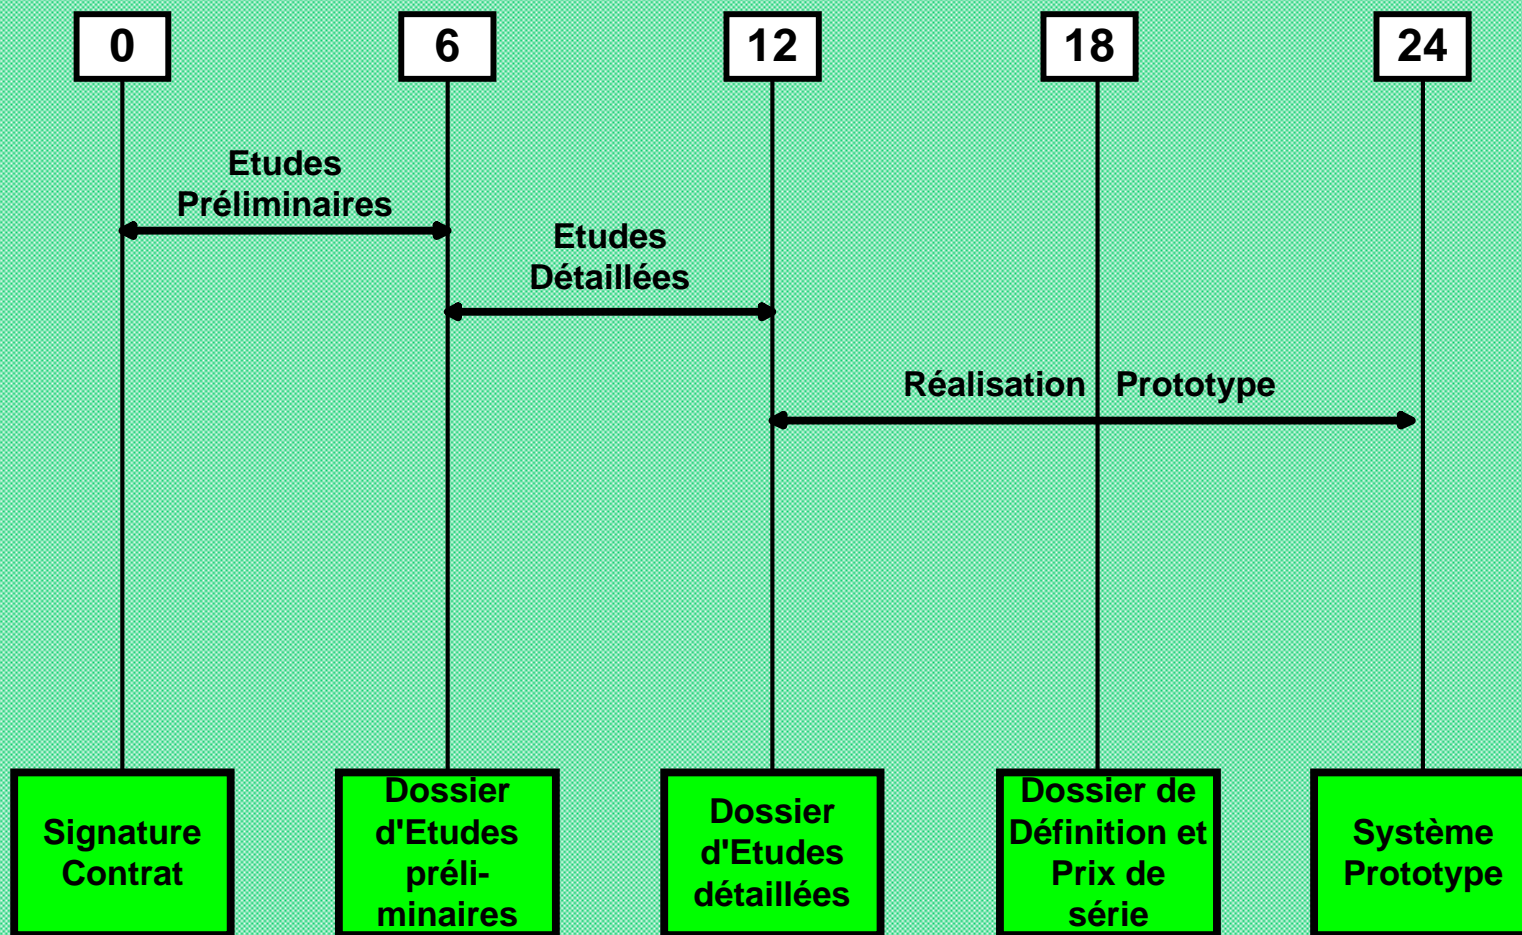 0
6
12
18
24
Etudes
Préliminaires
Etudes
Détaillées
Réalisation Prototype
Signature
Contrat
Dossier
d'Etudes
préli-
minaires
Dossier
d'Etudes
détaillées
Dossier de
Définition et
Prix de
série
Système
Prototype